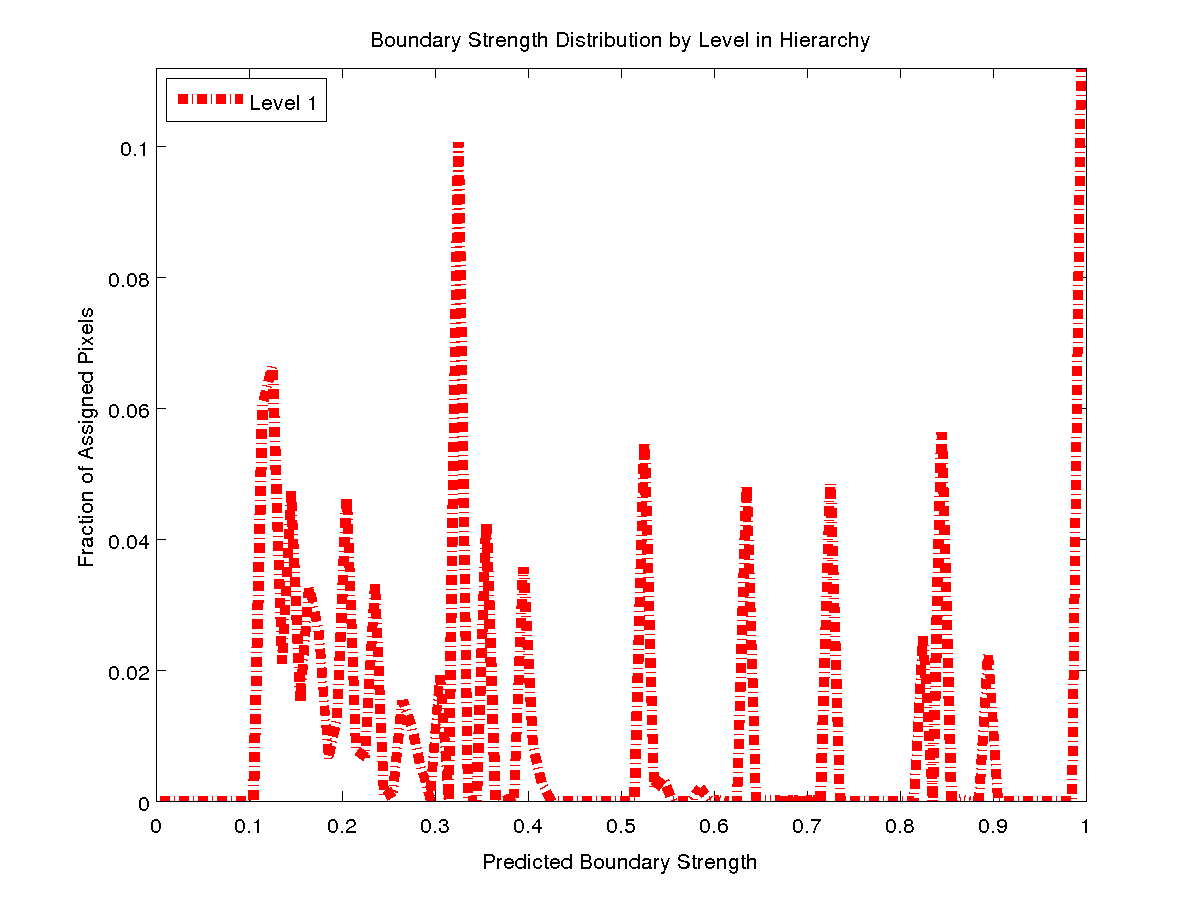 Boundary Strength Distribution by Level in Hierarchy
Level 1
0.1
0.08
0.06
0.04
0.02
0
Fraction of Assigned Pixels
0 0.1 0.2 0.3 0.4 0.5 0.6 0.7 0.8 0.9 1
Predicted Boundary Strength